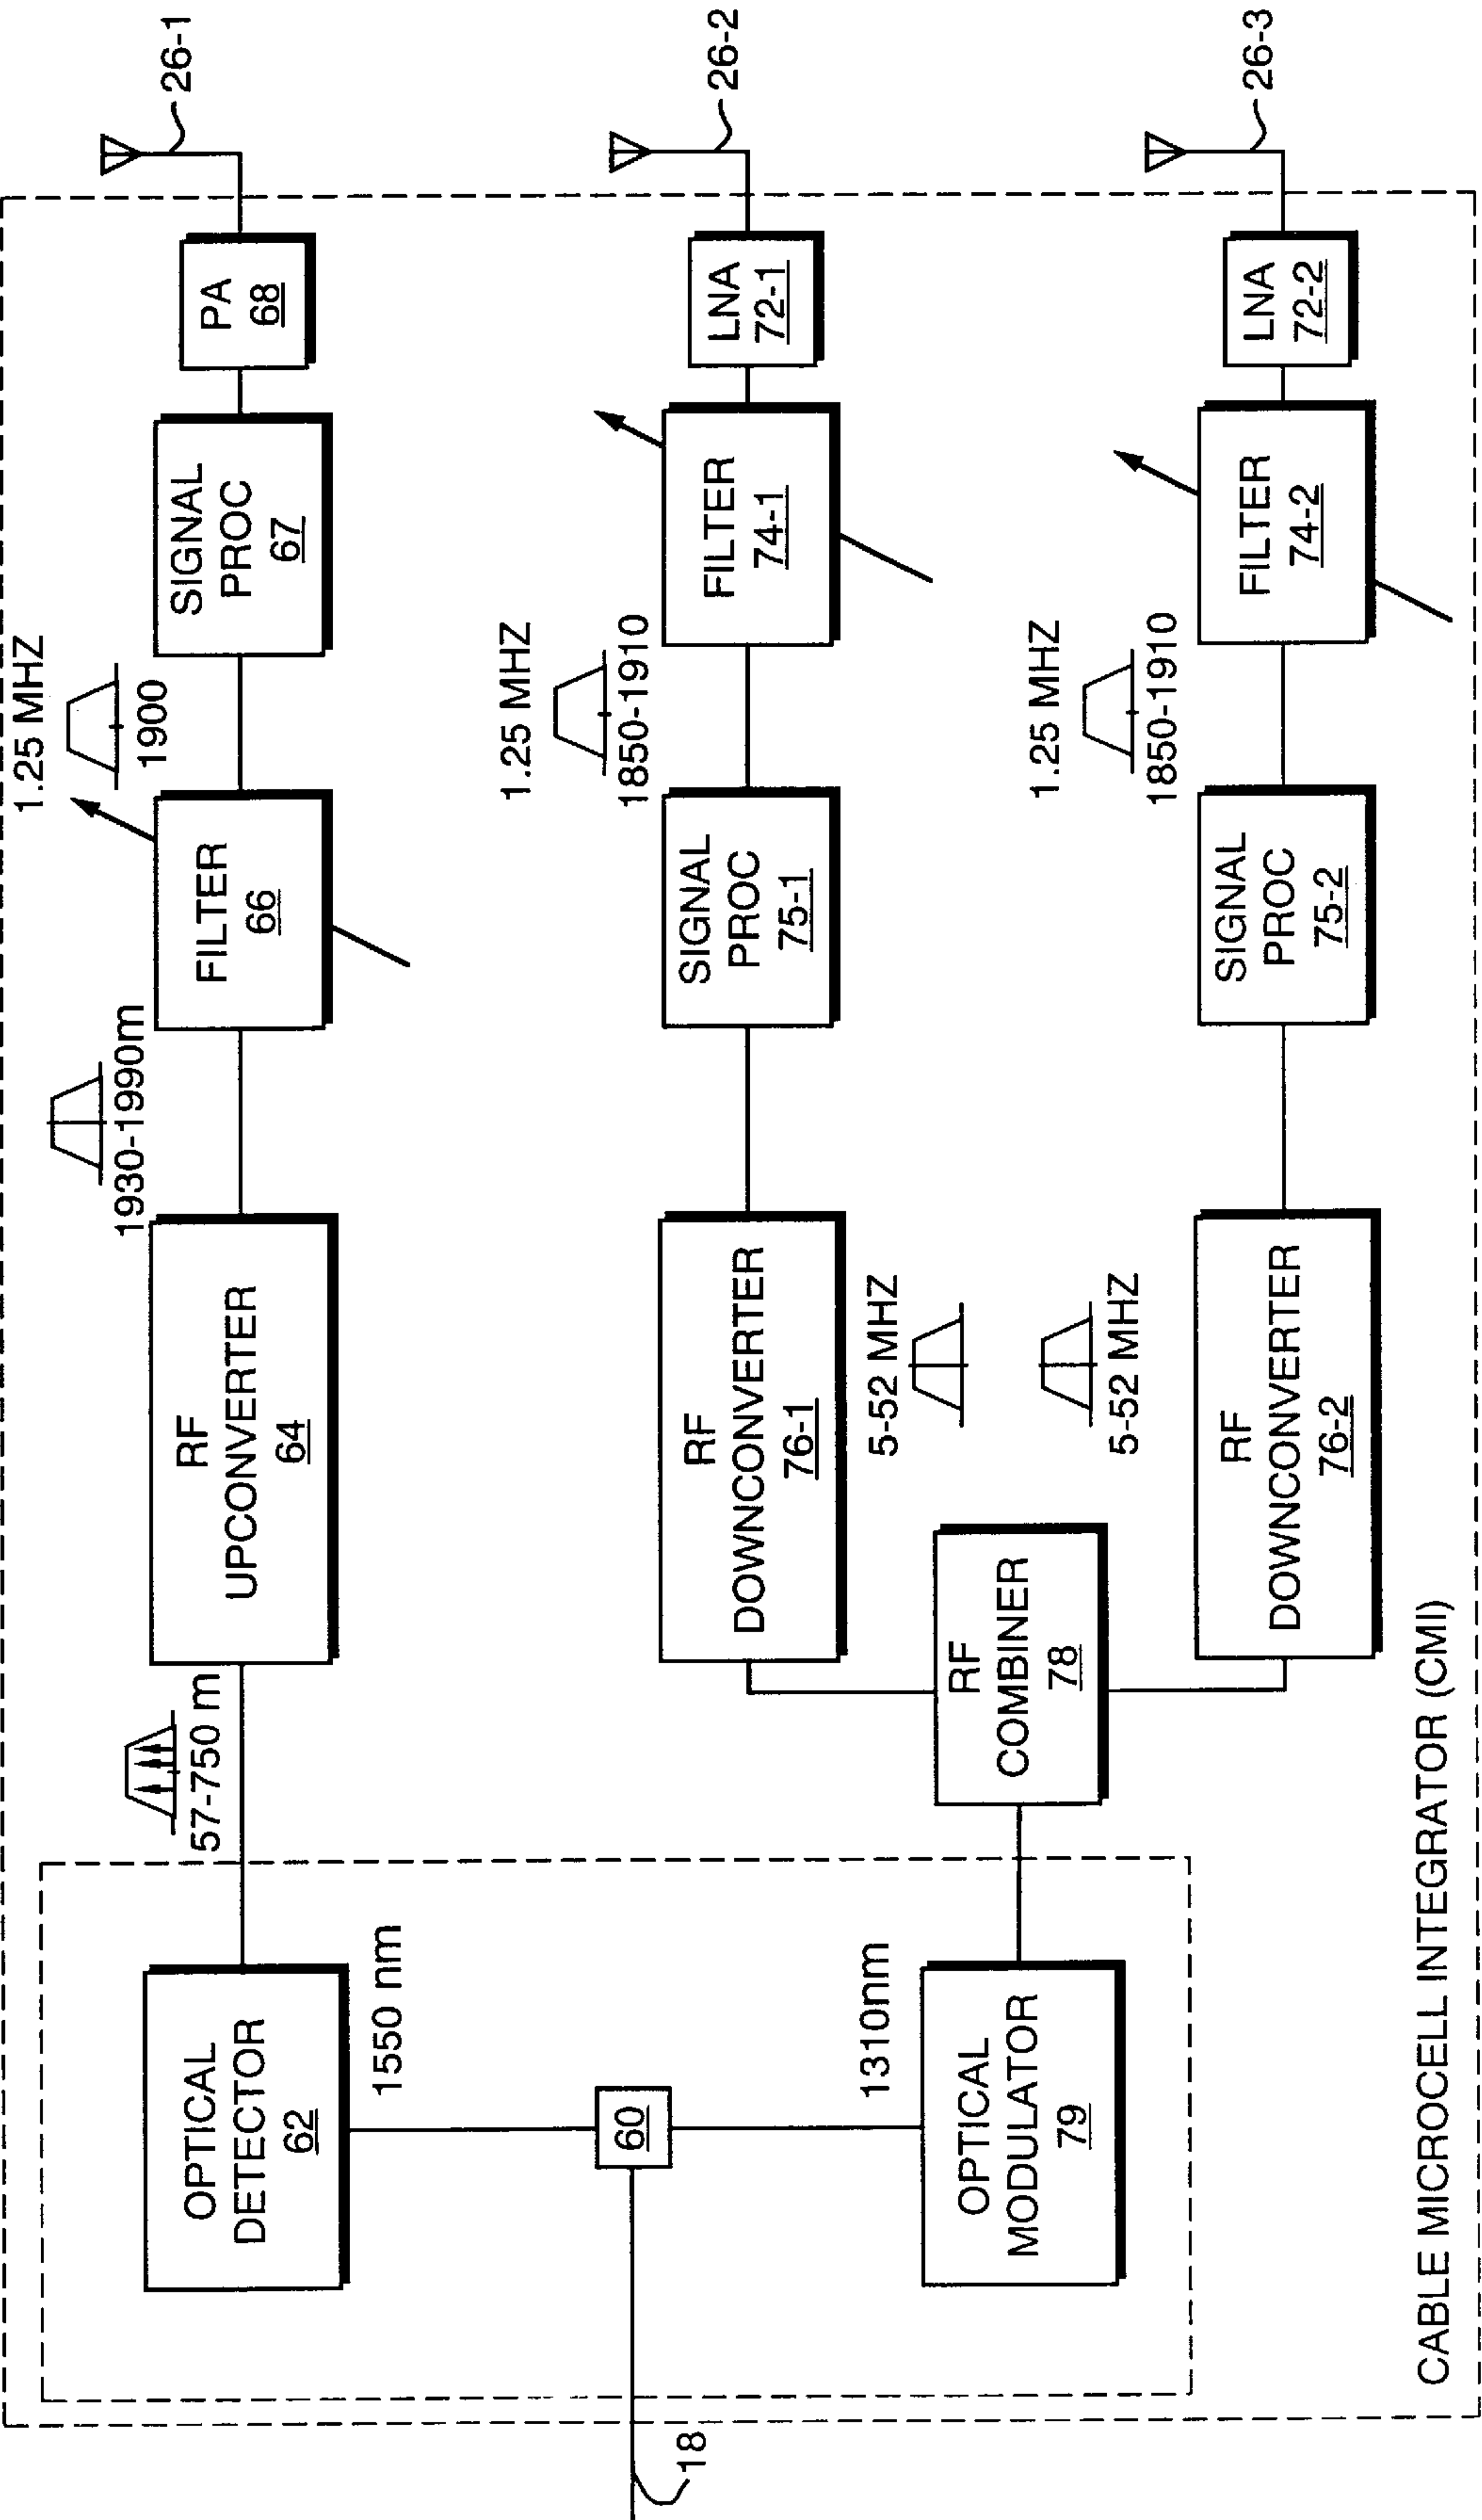 OPTICAL
DETECTOR
62
1550 nm
57-750 m
RF
UPCONVERTER
64
1930-1990m
FILTER
66
1.25 MHZ
1900
SIGNAL
PROC
67
PA
68
26-1
18
60
RF
DOWNCONVERTER
76-1
5-52 MHZ
SIGNAL
PROC
75-1
1.25 MHZ
1850-1910
FILTER
74-1
LNA
72-1
26-2
1310nm
OPTICAL
MODULATOR
79
RF
COMBINER
78
5-52 MHZ
RF
DOWNCONVERTER
76-2
SIGNAL
PROC
75-2
1.25 MHZ
1850-1910
FILTER
74-2
LNA
72-2
26-3
CABLE MICROCELL INTEGRATOR (CMI)